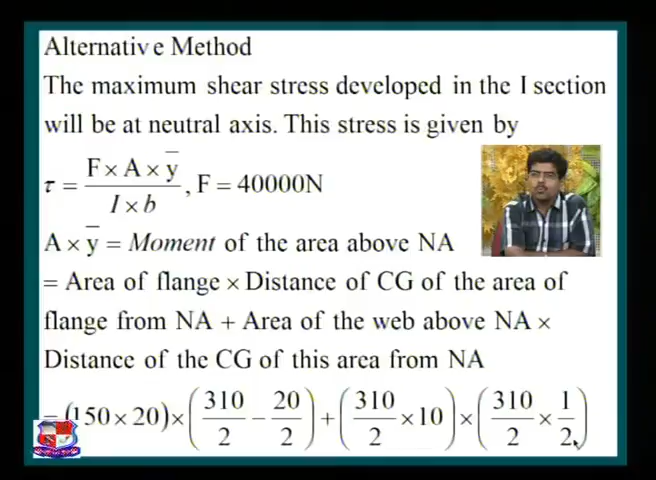 Alternative Method
The maximum shear stress developed in the I section
will be at neutral axis. This stress is given by
τ = (F × A × y̅) / (I × b) , F = 40000N
A × y̅ = Moment of the area above NA
= Area of flange × Distance of CG of the area of
flange from NA + Area of the web above NA ×
Distance of the CG of this area from NA
= (150 × 20) × (310/2 − 20/2) + (310/2 × 10) × (310/2 × 1/2)